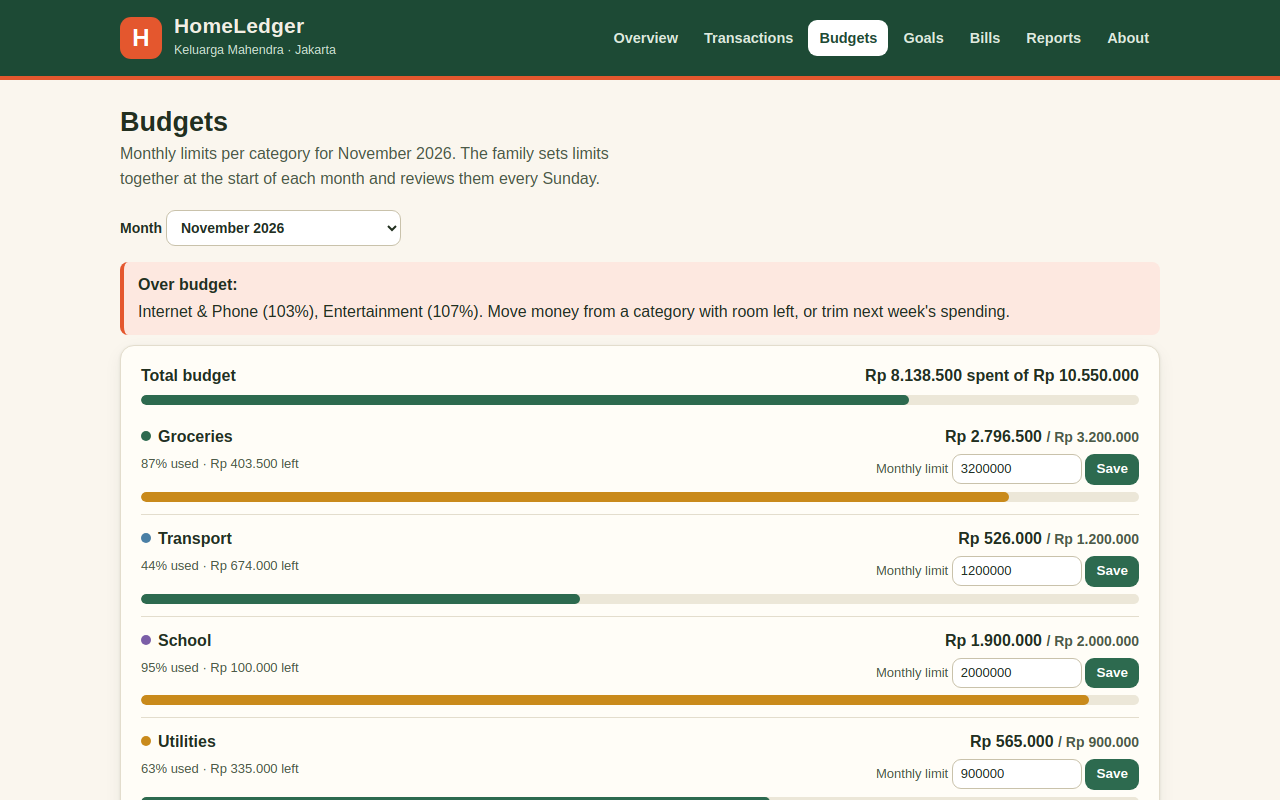 H
HomeLedger
Keluarga Mahendra · Jakarta
Overview Transactions Budgets Goals Bills Reports About
Budgets
Monthly limits per category for November 2026. The family sets limits
together at the start of each month and reviews them every Sunday.
Month November 2026
Over budget:
Internet & Phone (103%), Entertainment (107%). Move money from a category with room left, or trim next week's spending.
Total budget Rp 8.138.500 spent of Rp 10.550.000
Groceries Rp 2.796.500 / Rp 3.200.000
87% used · Rp 403.500 left Monthly limit 3200000 Save
Transport Rp 526.000 / Rp 1.200.000
44% used · Rp 674.000 left Monthly limit 1200000 Save
School Rp 1.900.000 / Rp 2.000.000
95% used · Rp 100.000 left Monthly limit 2000000 Save
Utilities Rp 565.000 / Rp 900.000
63% used · Rp 335.000 left Monthly limit 900000 Save